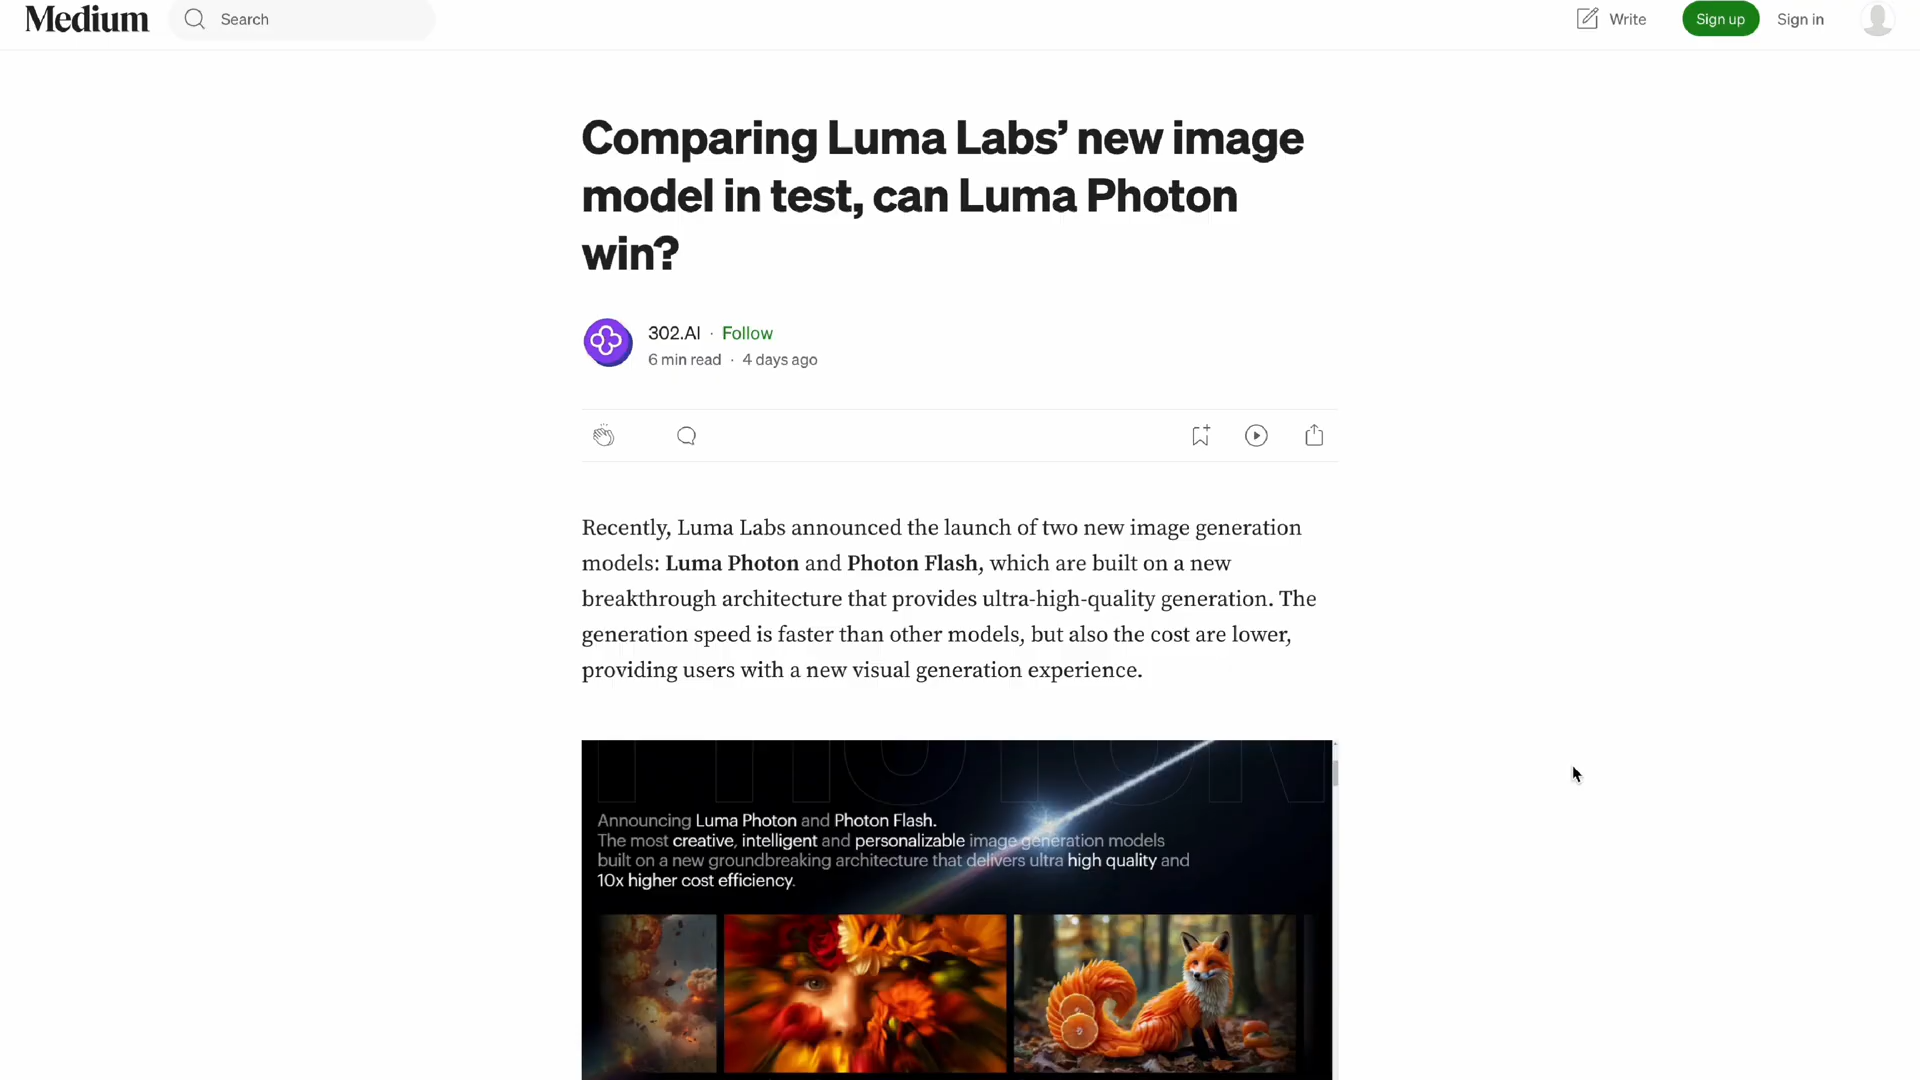 Medium
Search
Write
Sign up
Sign in
Comparing Luma Labs’ new image
model in test, can Luma Photon
win?
302.AI · Follow
6 min read · 4 days ago
Recently, Luma Labs announced the launch of two new image generation
models: Luma Photon and Photon Flash, which are built on a new
breakthrough architecture that provides ultra-high-quality generation. The
generation speed is faster than other models, but also the cost are lower,
providing users with a new visual generation experience.
PHOTON
Announcing Luma Photon and Photon Flash.
The most creative, intelligent and personalizable image generation models
built on a new groundbreaking architecture that delivers ultra high quality and
10x higher cost efficiency.